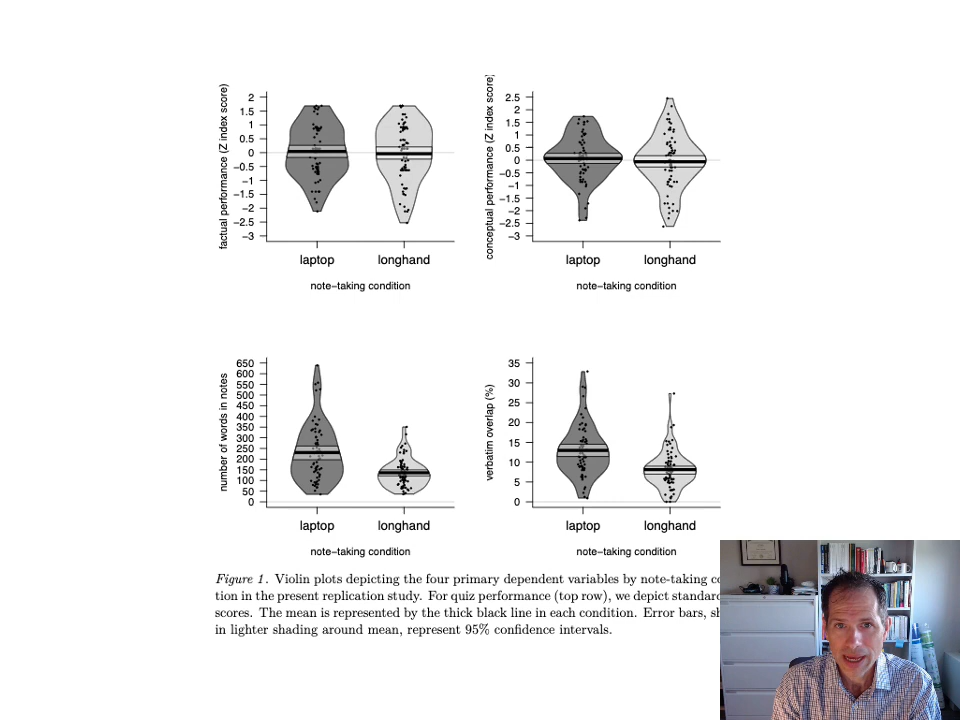 factual performance (Z index score)
2
1.5
1
0.5
0
−0.5
−1
−1.5
−2
−2.5
−3
laptop longhand
note−taking condition
conceptual performance (Z index score)
2.5
2
1.5
1
0.5
0
−0.5
−1
−1.5
−2
−2.5
−3
laptop longhand
note−taking condition
number of words in notes
650
600
550
500
450
400
350
300
250
200
150
100
50
0
laptop longhand
note−taking condition
verbatim overlap (%)
35
30
25
20
15
10
5
0
laptop longhand
note−taking condition
Figure 1. Violin plots depicting the four primary dependent variables by note-taking
tion in the present replication study. For quiz performance (top row), we depict
scores. The mean is represented by the thick black line in each condition. Error bars,
in lighter shading around mean, represent 95% confidence intervals.